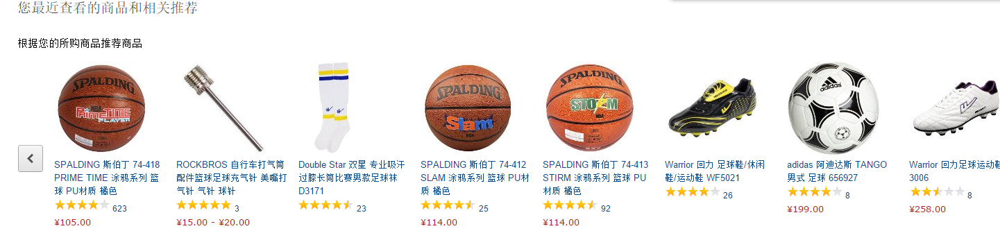 您最近查看的商品和相关推荐
根据您的所购商品推荐商品
SPALDING
PRIMETIME
PLAYER
SPALDING
Slam
NBA
SPALDING
STORM
NBA
adidas
SPALDING 斯伯丁 74-418
PRIME TIME 涂鸦系列 篮
球 PU材质 橘色
623
¥105.00
ROCKBROS 自行车打气筒
配件篮球足球充气针 美嘴打
气针 气针 球针
3
¥15.00 - ¥20.00
Double Star 双星 专业吸汗
过膝长筒比赛男款足球袜
D3171
23
SPALDING 斯伯丁 74-412
SLAM 涂鸦系列 篮球 PU材
质 橘色
25
¥114.00
SPALDING 斯伯丁 74-413
STIRM 涂鸦系列 篮球 PU
材质 橘色
92
¥114.00
Warrior 回力 足球鞋/休闲
鞋/运动鞋 WF5021
26
adidas 阿迪达斯 TANGO
男式 足球 656927
8
¥199.00
Warrior 回力足球运动鞋
3006
8
¥258.00